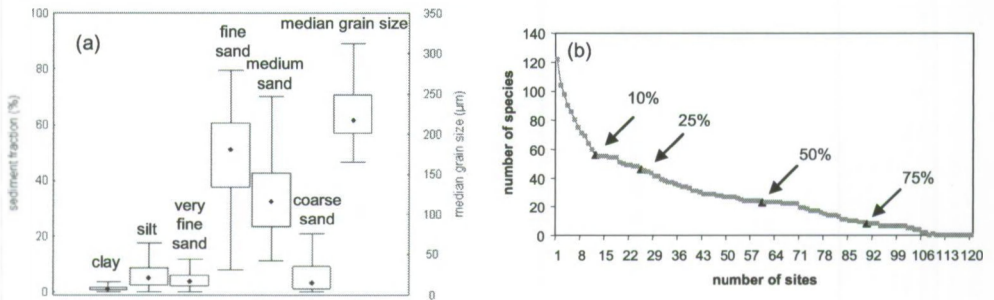 (a)
100
80
60
40
20
0
sediment fraction (%)
clay
silt
very
fine
sand
fine
sand
medium
sand
coarse
sand
median grain size
350
300
250
200
150
100
50
0
median grain size (µm)
(b)
140
120
100
80
60
40
20
0
number of species
10%
25%
50%
75%
1 8 15 22 29 36 43 50 57 64 71 78 85 92 99 106 113 120
number of sites